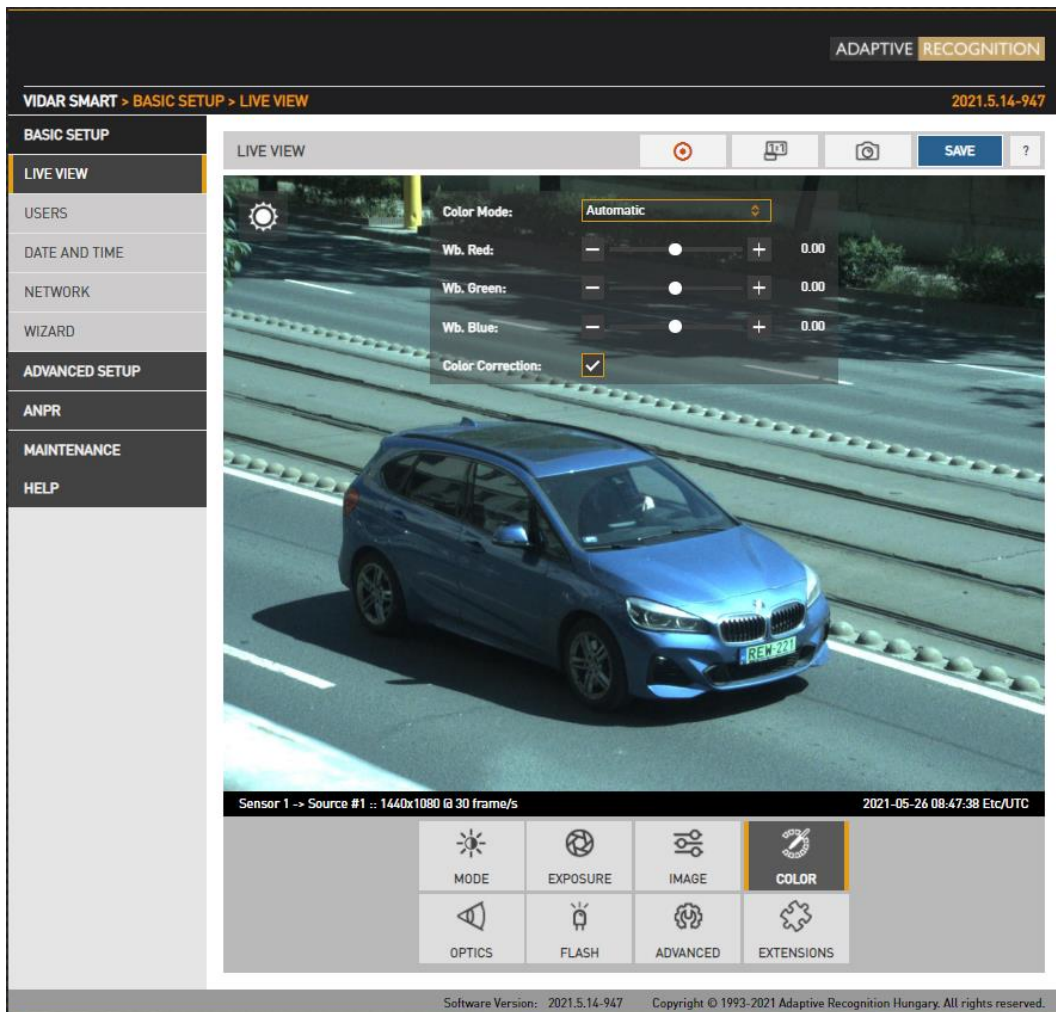 ADAPTIVE RECOGNITION
VIDAR SMART > BASIC SETUP > LIVE VIEW 2021.5.14-947
BASIC SETUP
LIVE VIEW
USERS
DATE AND TIME
NETWORK
WIZARD
ADVANCED SETUP
ANPR
MAINTENANCE
HELP
LIVE VIEW 1:1 SAVE ?
Color Mode: Automatic
Wb. Red: 0.00
Wb. Green: 0.00
Wb. Blue: 0.00
Color Correction:
REW-221
Sensor 1 -> Source #1 :: 1440x1080 @ 30 frame/s 2021-05-26 08:47:38 Etc/UTC
MODE EXPOSURE IMAGE COLOR
OPTICS FLASH ADVANCED EXTENSIONS
Software Version: 2021.5.14-947 Copyright © 1993-2021 Adaptive Recognition Hungary. All rights reserved.